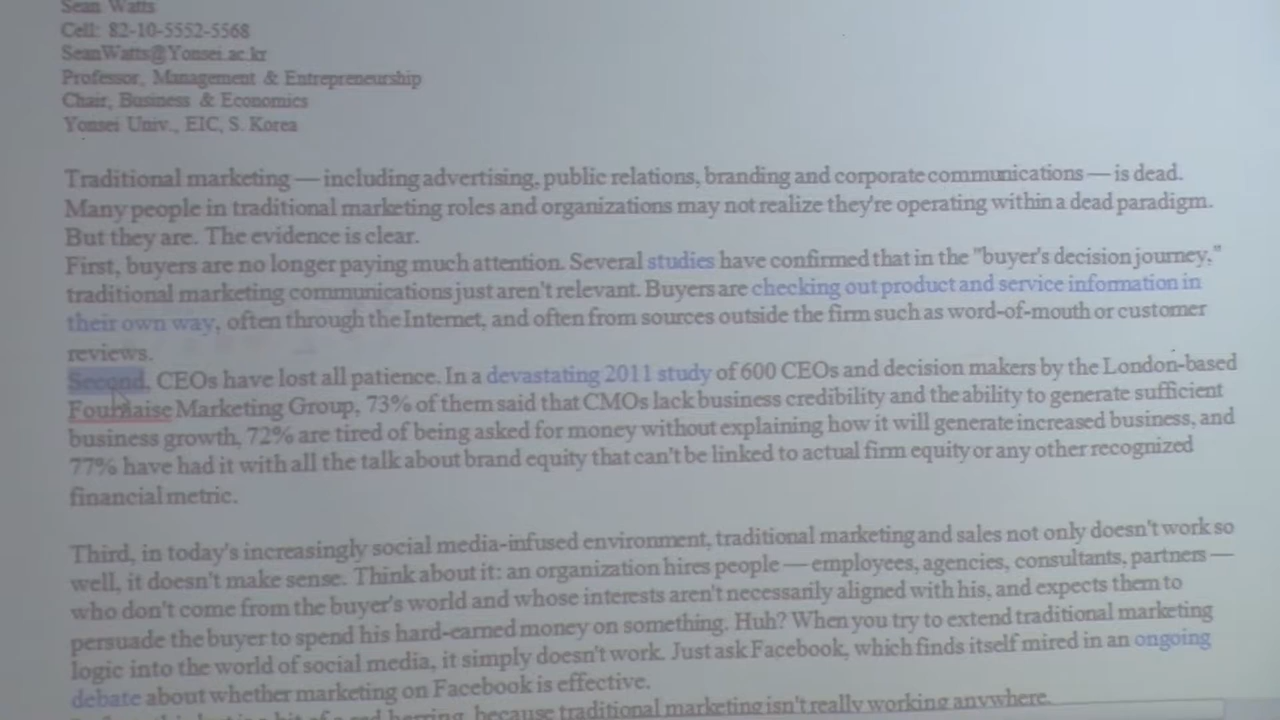 Sean Watts
Cell: 82-10-5552-5568
SeanWatts@Yonsei.ac.kr
Professor, Management & Entrepreneurship
Chair, Business & Economics
Yonsei Univ., EIC, S. Korea
Traditional marketing — including advertising, public relations, branding and corporate communications — is dead.
Many people in traditional marketing roles and organizations may not realize they're operating within a dead paradigm.
But they are. The evidence is clear.
First, buyers are no longer paying much attention. Several studies have confirmed that in the "buyer's decision journey,"
traditional marketing communications just aren't relevant. Buyers are checking out product and service information in
their own way, often through the Internet, and often from sources outside the firm such as word-of-mouth or customer
reviews.
Second, CEOs have lost all patience. In a devastating 2011 study of 600 CEOs and decision makers by the London-based
Fournaise Marketing Group, 73% of them said that CMOs lack business credibility and the ability to generate sufficient
business growth, 72% are tired of being asked for money without explaining how it will generate increased business, and
77% have had it with all the talk about brand equity that can't be linked to actual firm equity or any other recognized
financial metric.
Third, in today's increasingly social media-infused environment, traditional marketing and sales not only doesn't work so
well, it doesn't make sense. Think about it: an organization hires people — employees, agencies, consultants, partners —
who don't come from the buyer's world and whose interests aren't necessarily aligned with his, and expects them to
persuade the buyer to spend his hard-earned money on something. Huh? When you try to extend traditional marketing
logic into the world of social media, it simply doesn't work. Just ask Facebook, which finds itself mired in an ongoing
debate about whether marketing on Facebook is effective.
a bit of a red herring, because traditional marketing isn't really working anywhere.